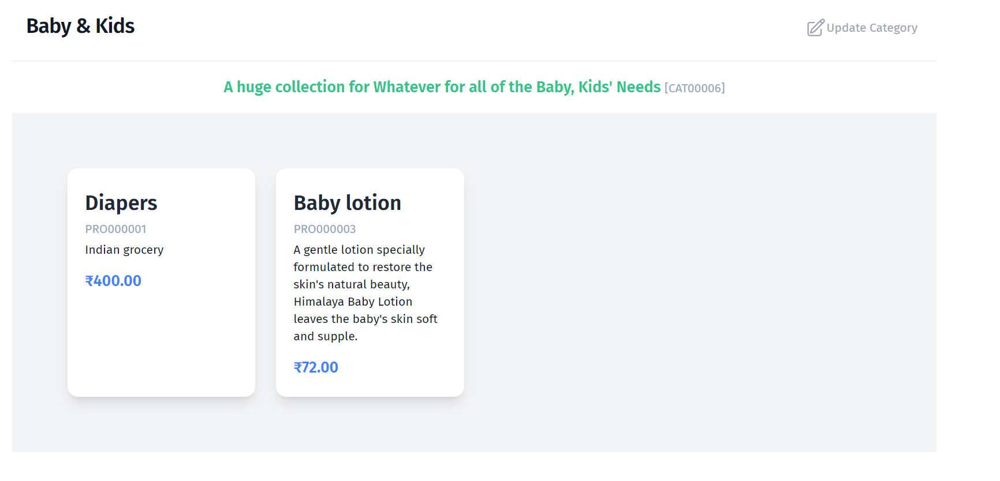 Baby & Kids
Update Category
A huge collection for Whatever for all of the Baby, Kids' Needs [CAT00006]
Diapers
PRO000001
Indian grocery
₹400.00
Baby lotion
PRO000003
A gentle lotion specially
formulated to restore the
skin's natural beauty,
Himalaya Baby Lotion
leaves the baby's skin soft
and supple.
₹72.00